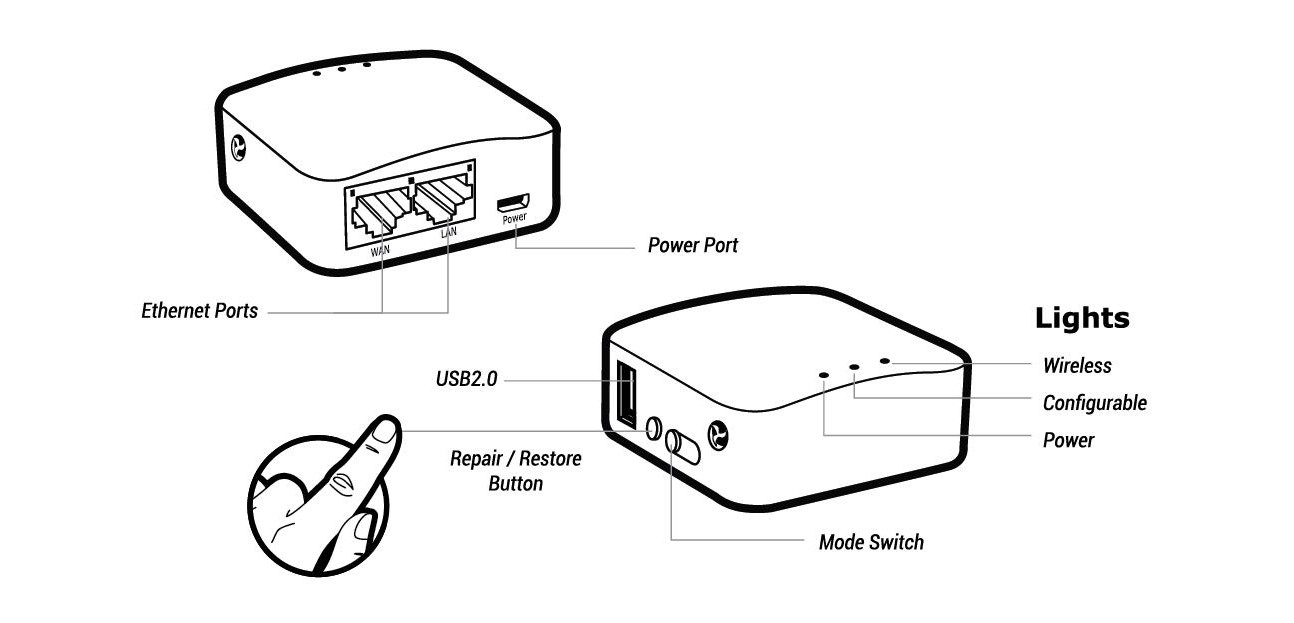 WAN
LAN
Power
Power Port
Ethernet Ports
Lights
Wireless
Configurable
Power
USB2.0
Repair / Restore
Button
Mode Switch